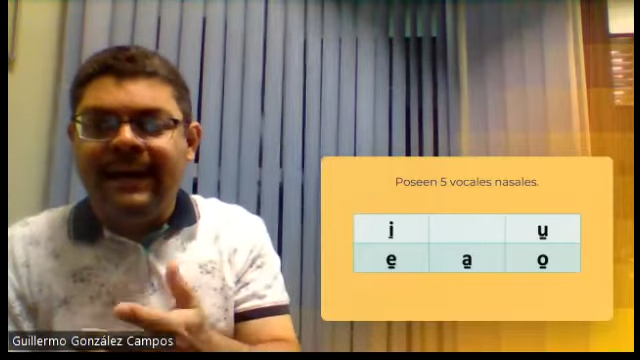 Poseen 5 vocales nasales.
i̠ u̠
e̠ a̠ o̠
Guillermo González Campos